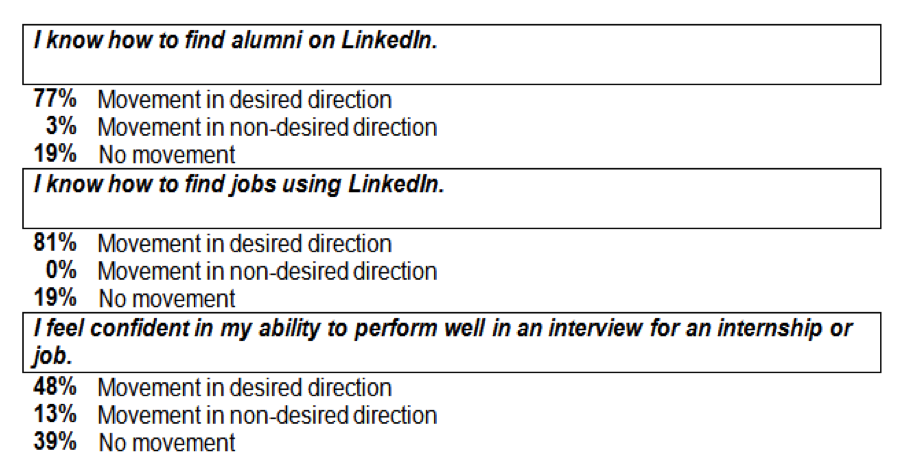 I know how to find alumni on LinkedIn.
77% Movement in desired direction
3% Movement in non-desired direction
19% No movement
I know how to find jobs using LinkedIn.
81% Movement in desired direction
0% Movement in non-desired direction
19% No movement
I feel confident in my ability to perform well in an interview for an internship or
job.
48% Movement in desired direction
13% Movement in non-desired direction
39% No movement